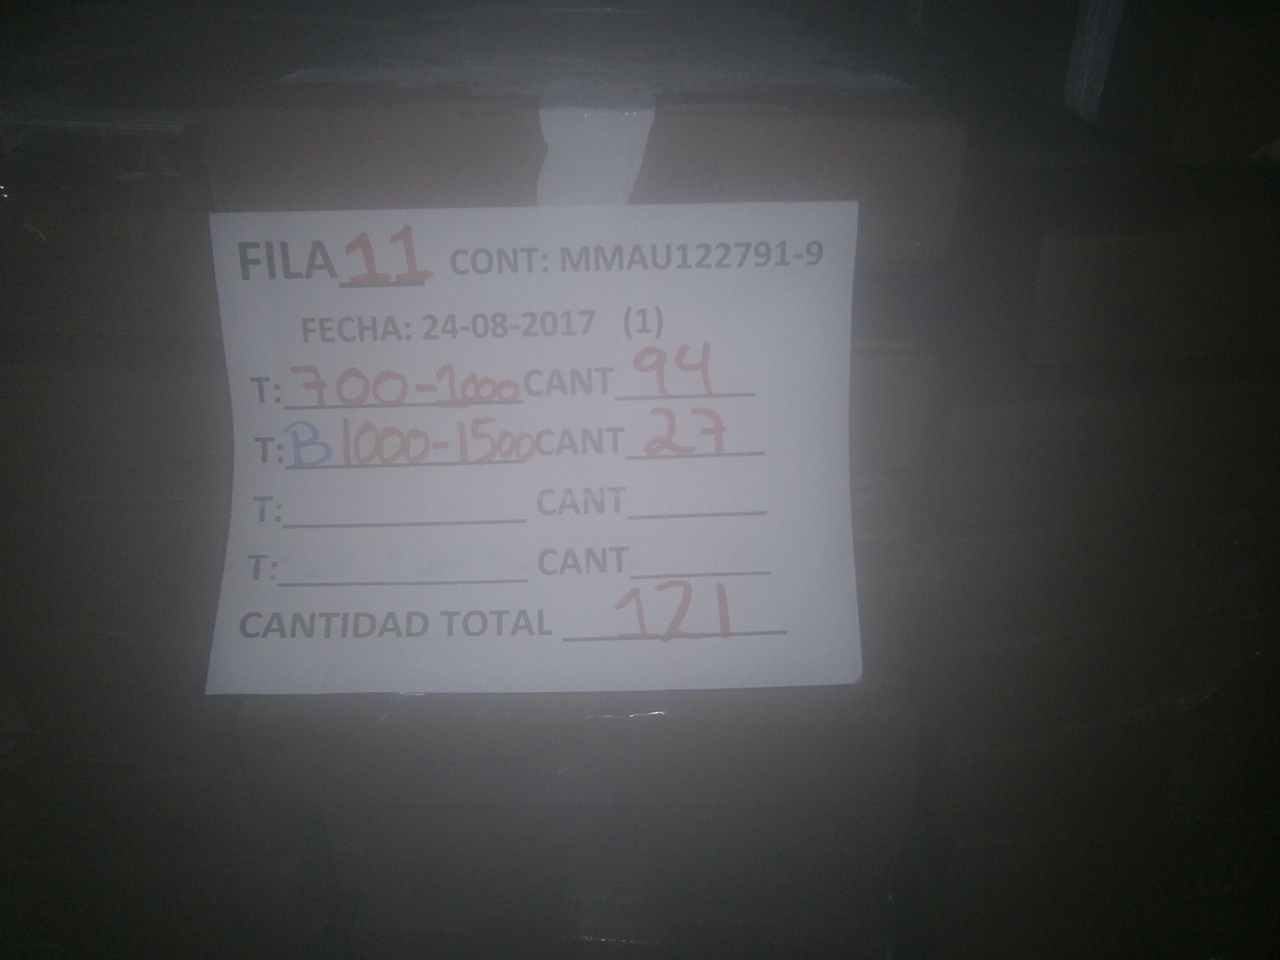 FILA 11 CONT: MMAU122791-9
FECHA: 24-08-2017 (1)
T: 700-1000 CANT 94
T: B 1000-1500 CANT 27
T: CANT
T: CANT
CANTIDAD TOTAL 121